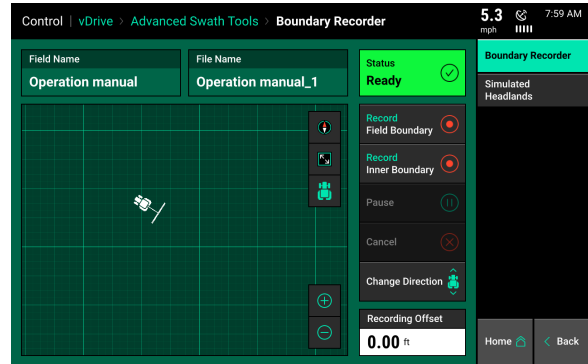 Control | vDrive > Advanced Swath Tools > Boundary Recorder
5.3
mph
7:59 AM
Field Name
Operation manual
File Name
Operation manual_1
Status
Ready
Boundary Recorder
Simulated
Headlands
Record
Field Boundary
Record
Inner Boundary
Pause
Cancel
Change Direction
Recording Offset
0.00 ft
Home
< Back